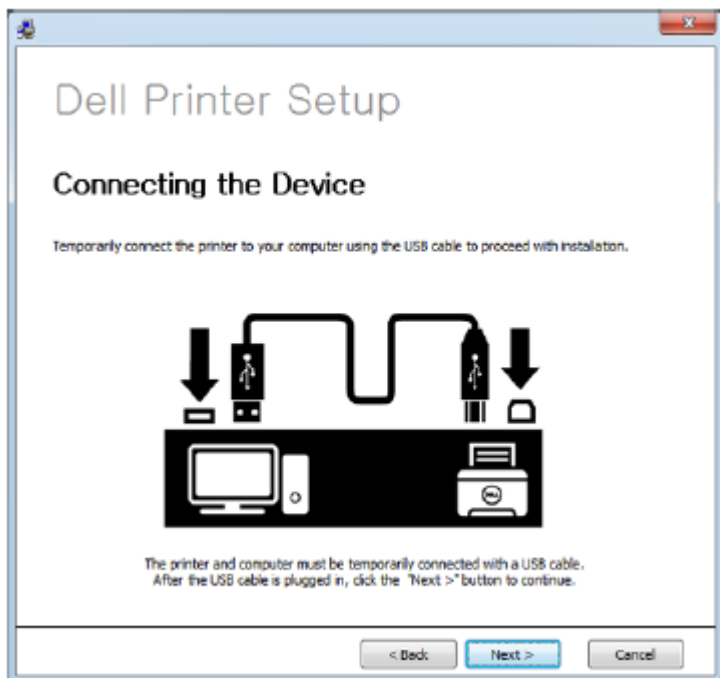 Dell Printer Setup
Connecting the Device
Temporarily connect the printer to your computer using the USB cable to proceed with installation.
DELL
The printer and computer must be temporarily connected with a USB cable.
After the USB cable is plugged in, click the "Next >" button to continue.
< Back
Next >
Cancel